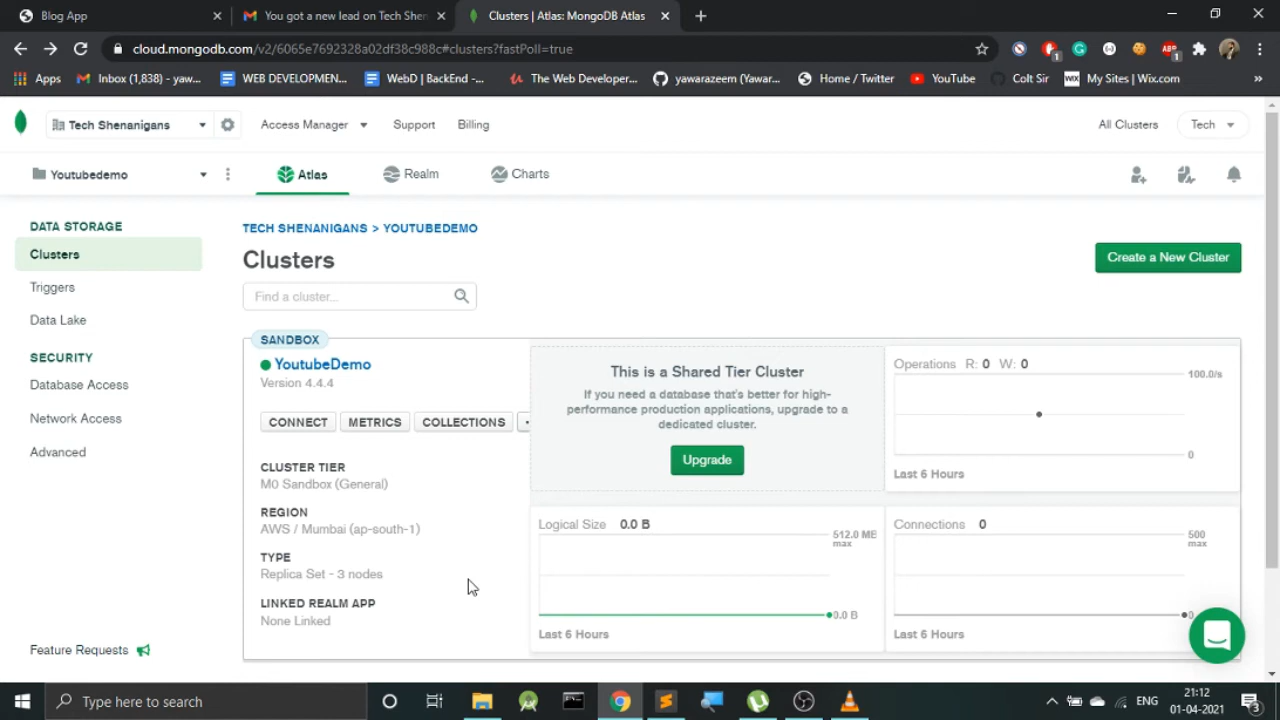 Blog App
You got a new lead on Tech Shen
Clusters | Atlas: MongoDB Atlas
cloud.mongodb.com/v2/6065e7692328a02df38c988c#clusters?fastPoll=true
Apps
Inbox (1,838) - yaw...
WEB DEVELOPMEN...
WebD | BackEnd -...
The Web Developer...
yawarazeem (Yawar...
Home / Twitter
YouTube
Colt Sir
WIX
My Sites | Wix.com
»
Tech Shenanigans
Access Manager
Support
Billing
All Clusters
Tech
Youtubedemo
Atlas
Realm
Charts
DATA STORAGE
Clusters
Triggers
Data Lake
SECURITY
Database Access
Network Access
Advanced
Feature Requests
TECH SHENANIGANS > YOUTUBEDEMO
Clusters
Create a New Cluster
Find a cluster...
SANDBOX
YoutubeDemo
Version 4.4.4
CONNECT
METRICS
COLLECTIONS
CLUSTER TIER
M0 Sandbox (General)
REGION
AWS / Mumbai (ap-south-1)
TYPE
Replica Set - 3 nodes
LINKED REALM APP
None Linked
This is a Shared Tier Cluster
If you need a database that's better for high-
performance production applications, upgrade to a
dedicated cluster.
Upgrade
Operations R: 0 W: 0
100.0/s
0
Last 6 Hours
Logical Size 0.0 B
512.0 MB
max
0.0 B
Last 6 Hours
Connections 0
500
max
0
Last 6 Hours
Type here to search
ENG
21:12
01-04-2021
3